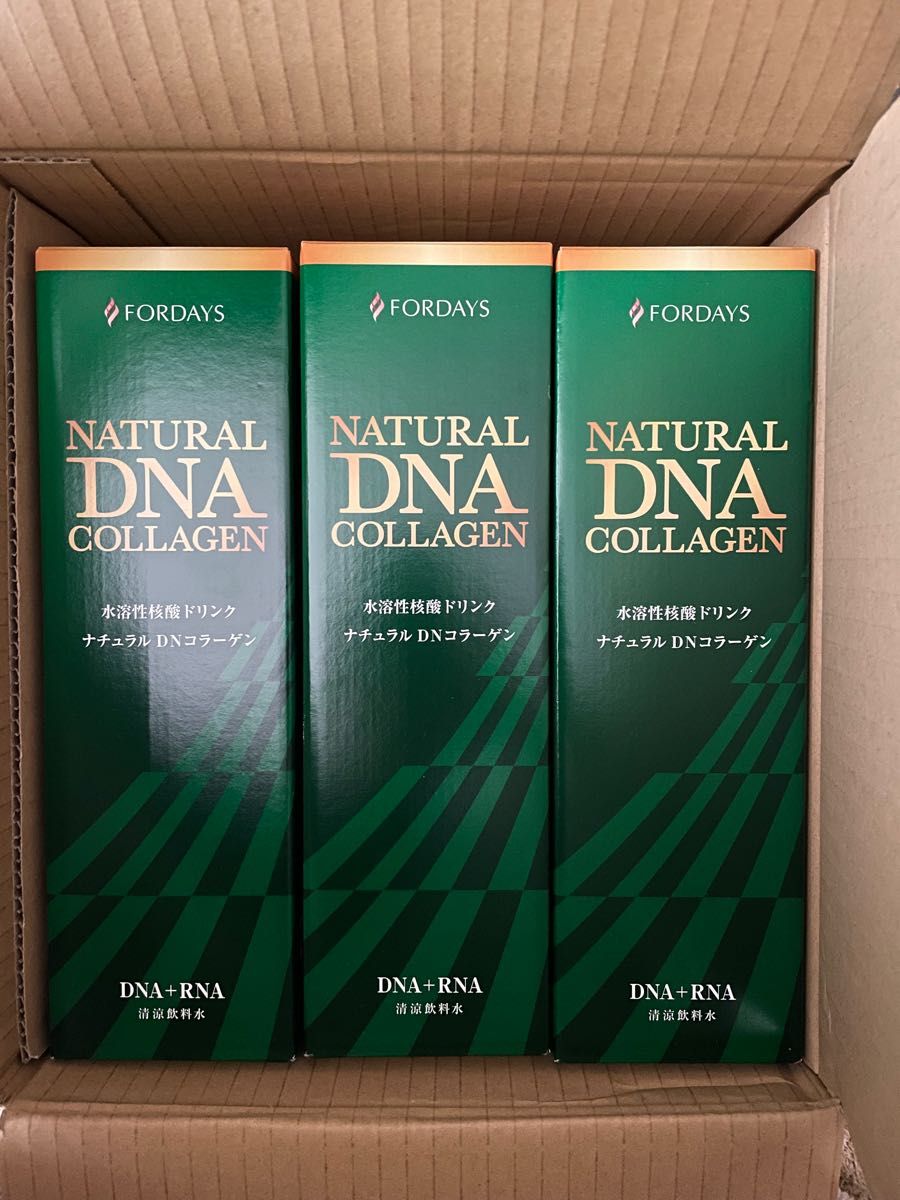 FORDAYS
NATURAL
DNA
COLLAGEN
水溶性核酸ドリンク
ナチュラル DNコラーゲン
DNA+RNA
清涼飲料水
FORDAYS
NATURAL
DNA
COLLAGEN
水溶性核酸ドリンク
ナチュラル DNコラーゲン
DNA+RNA
清涼飲料水
FORDAYS
NATURAL
DNA
COLLAGEN
水溶性核酸ドリンク
ナチュラル DNコラーゲン
DNA+RNA
清涼飲料水